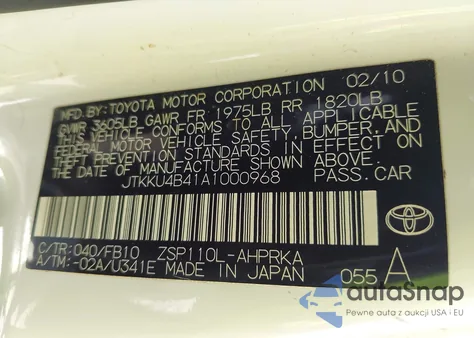 MFD. BY: TOYOTA MOTOR CORPORATION 02/10
GVWR 3605LB GAWR FR 1975LB RR 1820LB
THIS VEHICLE CONFORMS TO ALL APPLICABLE
FEDERAL MOTOR VEHICLE SAFETY, BUMPER, AND
THEFT PREVENTION STANDARDS IN EFFECT ON
THE DATE OF MANUFACTURE SHOWN ABOVE.
JTKKU4B41A1000968 PASS.CAR
C/TR: 040/FB10 ZSP110L-AHPRKA
A/TM: -02A/U341E MADE IN JAPAN 055 A
TOYOTA
autoSnap
Pewne auta z aukcji USA i EU